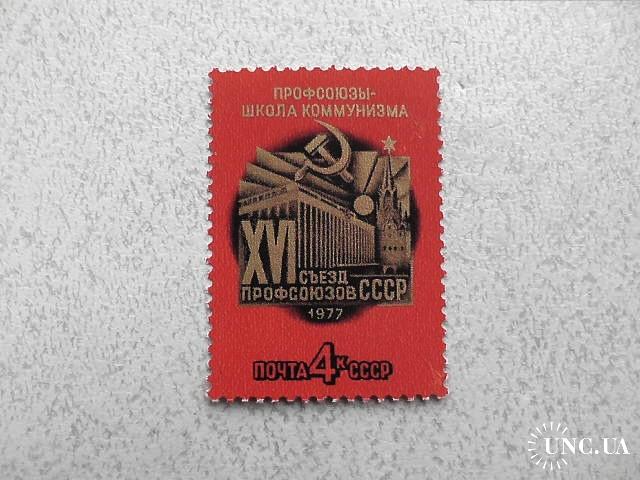 ПРОФСОЮЗЫ-
ШКОЛА КОММУНИЗМА
XVI СЪЕЗД
ПРОФСОЮЗОВ СССР
1977
ПОЧТА 4К СССР
UNC.UA